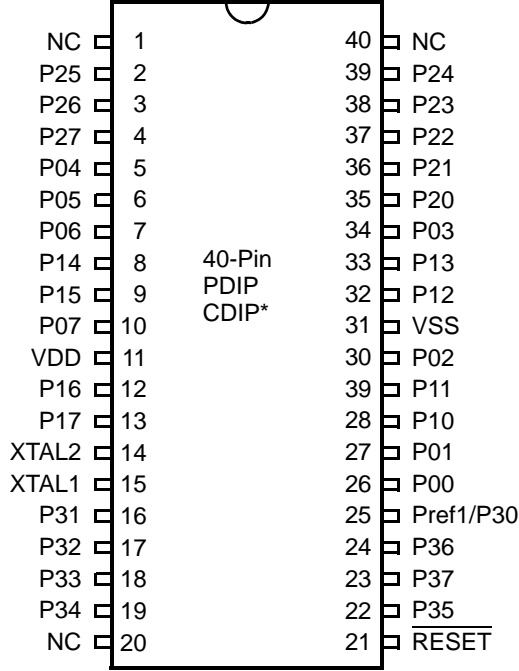 NC 1 40 NC
P25 2 39 P24
P26 3 38 P23
P27 4 37 P22
P04 5 36 P21
P05 6 35 P20
P06 7 34 P03
P14 8 40-Pin 33 P13
P15 9 PDIP 32 P12
P07 10 CDIP* 31 VSS
VDD 11 30 P02
P16 12 39 P11
P17 13 28 P10
XTAL2 14 27 P01
XTAL1 15 26 P00
P31 16 25 Pref1/P30
P32 17 24 P36
P33 18 23 P37
P34 19 22 P35
NC 20 21 RESET